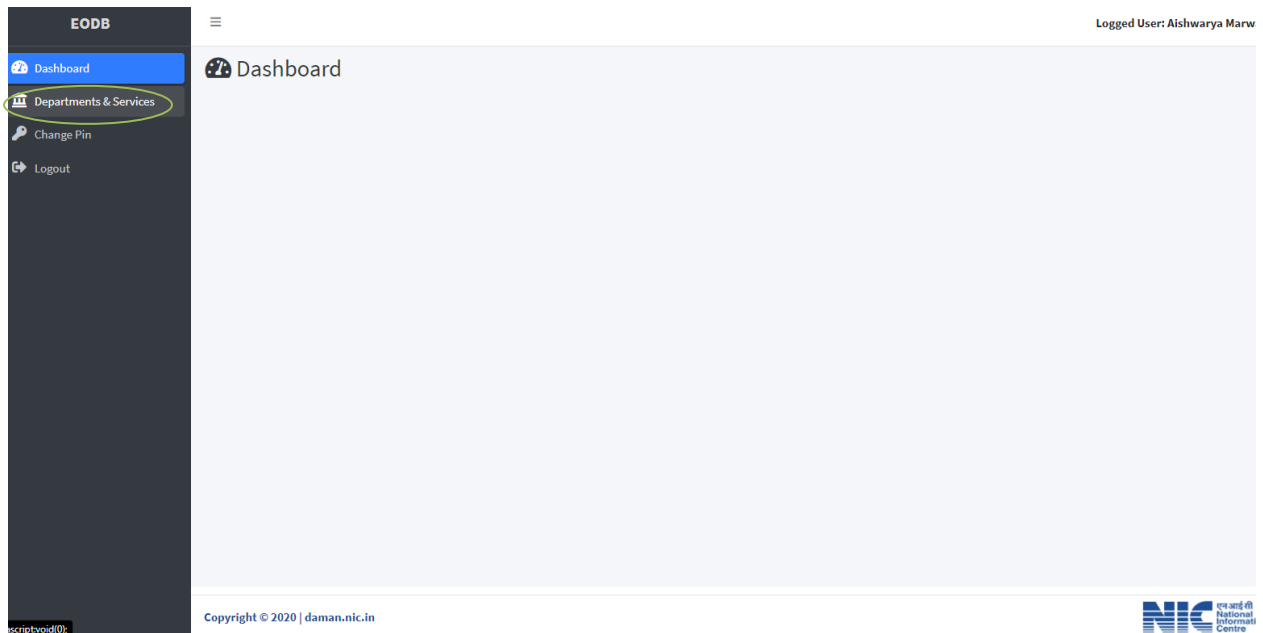 EODB
Logged User: Aishwarya Marw
Dashboard
Dashboard
Departments & Services
Change Pin
Logout
Copyright © 2020 | daman.nic.in
NIC
एन आई सी
National
Informati
Centre
script:void(0);